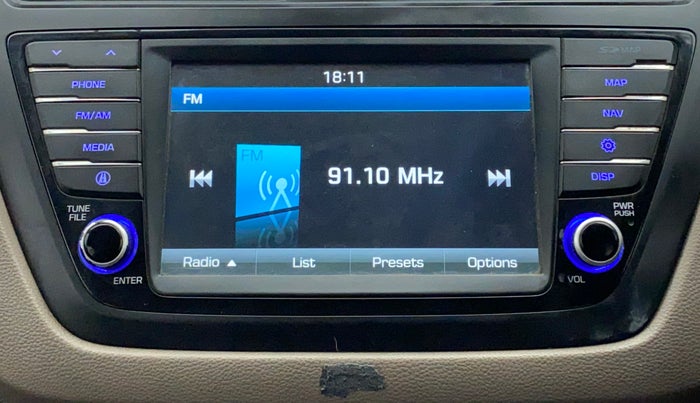 18:11
FM
FM
91.10 MHz
Radio ▲ List Presets Options
PHONE
FM/AM
MEDIA
TUNE
FILE
ENTER
MAP
NAV
DISP
PWR
PUSH
VOL